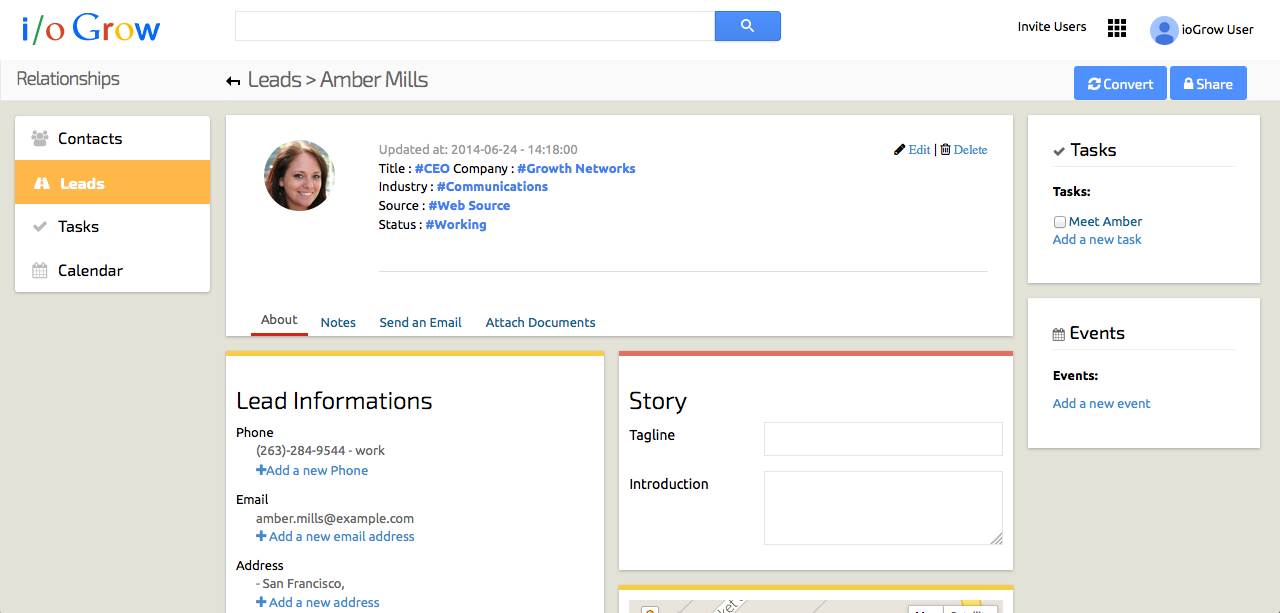 i/o Grow
Invite Users
ioGrow User
Relationships
Leads > Amber Mills
Convert
Share
Contacts
Leads
Tasks
Calendar
Updated at: 2014-06-24 - 14:18:00
Edit | Delete
Title : #CEO Company : #Growth Networks
Industry : #Communications
Source : #Web Source
Status : #Working
About
Notes
Send an Email
Attach Documents
Tasks
Tasks:
Meet Amber
Add a new task
Events
Events:
Add a new event
Lead Informations
Phone
(263)-284-9544 - work
Add a new Phone
Email
amber.mills@example.com
Add a new email address
Address
- San Francisco,
Add a new address
Story
Tagline
Introduction